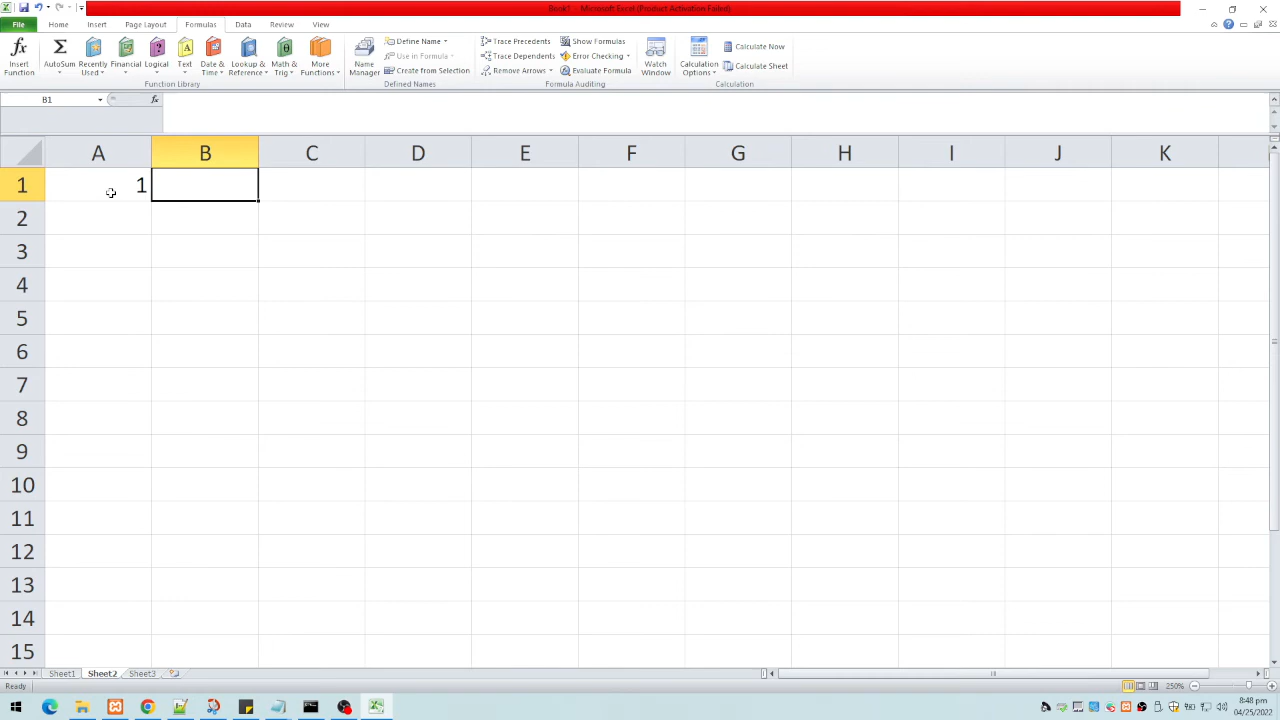 Book1 - Microsoft Excel (Product Activation Failed)
Home Insert Page Layout Formulas Data Review View
Insert Function
AutoSum
Recently Used
Financial
Logical
Text
Date & Time
Lookup & Reference
Math & Trig
More Functions
Function Library
Name Manager
Define Name
Use in Formula
Create from Selection
Defined Names
Trace Precedents
Trace Dependents
Remove Arrows
Show Formulas
Error Checking
Evaluate Formula
Formula Auditing
Watch Window
Calculation Options
Calculate Now
Calculate Sheet
Calculation
B1 fx
A B C D E F G H I J K
1 1
2
3
4
5
6
7
8
9
10
11
12
13
14
15
Sheet1 Sheet2 Sheet3
Ready 250%
8:48 pm
04/25/2022